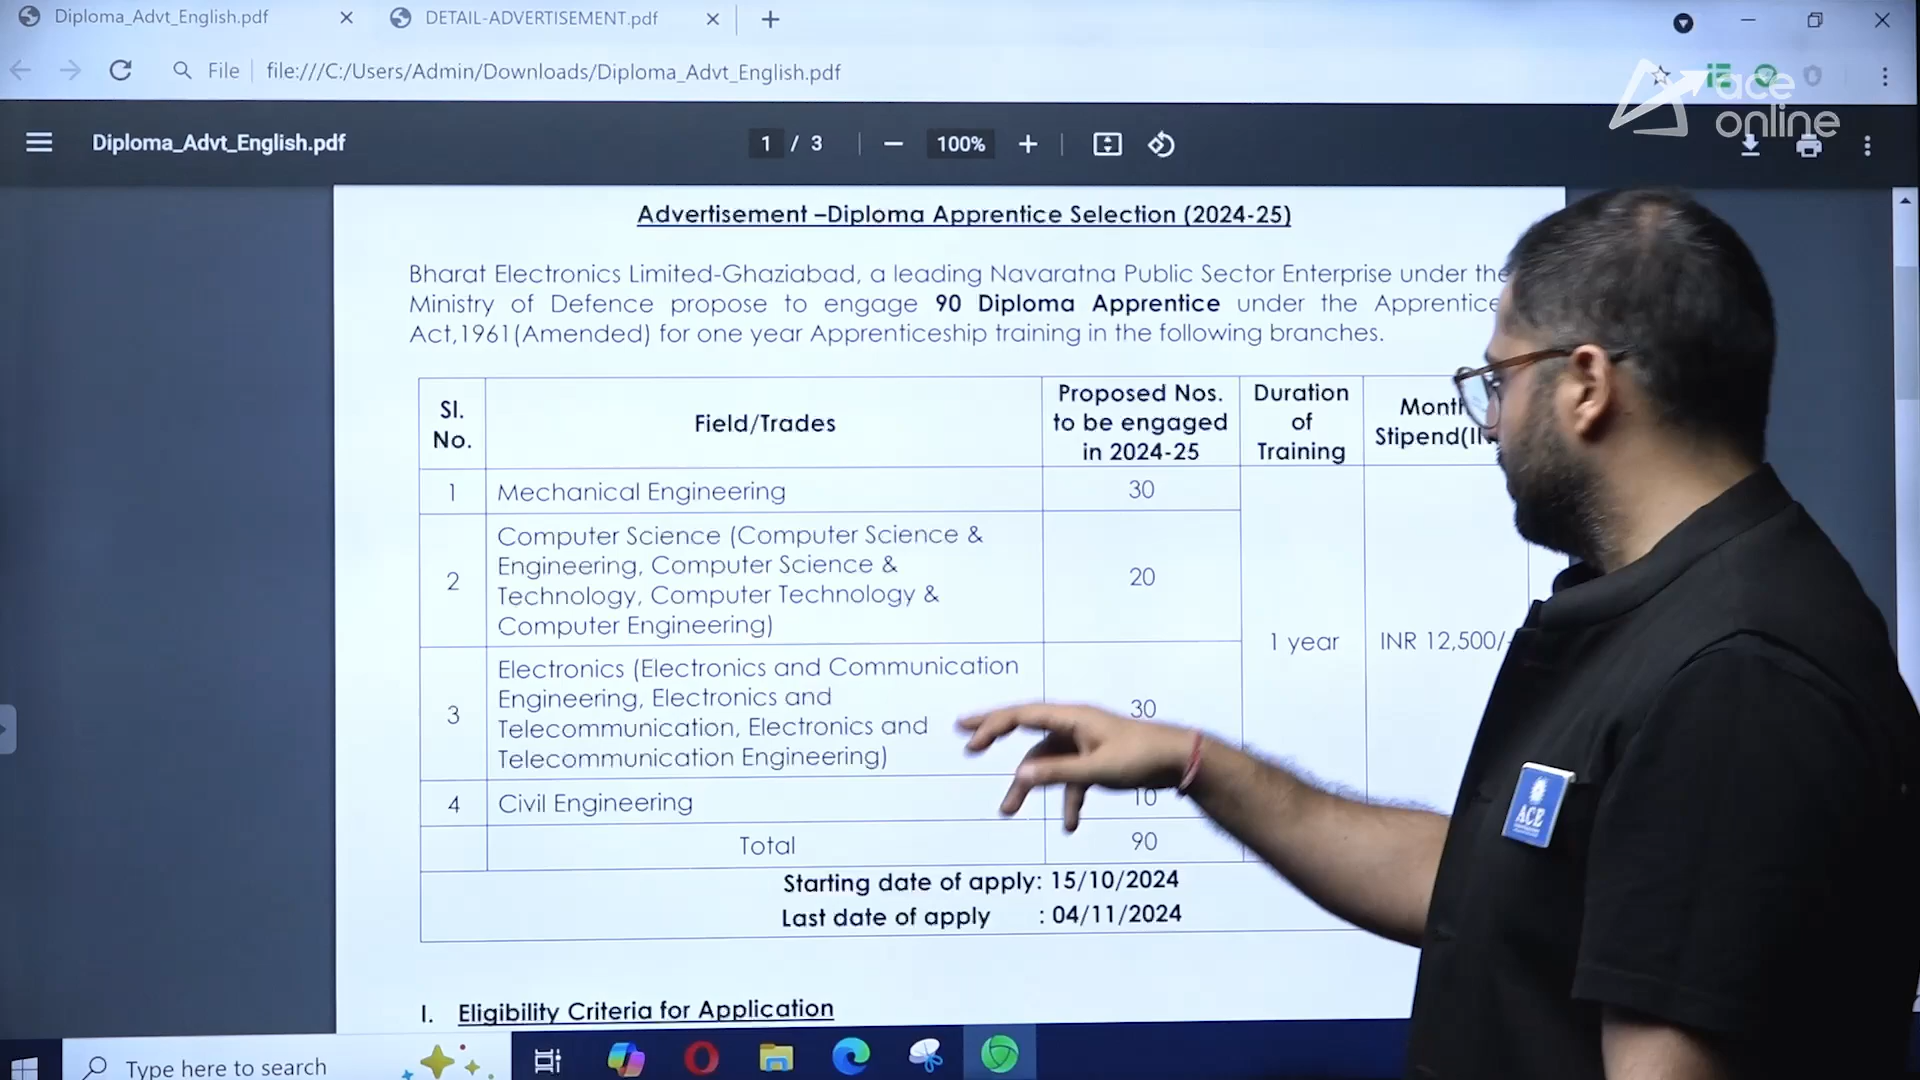 Diploma_Advt_English.pdf
DETAIL-ADVERTISEMENT.pdf
File
file:///C:/Users/Admin/Downloads/Diploma_Advt_English.pdf
ace
online
Diploma_Advt_English.pdf
1 / 3
100%
Advertisement –Diploma Apprentice Selection (2024-25)
Bharat Electronics Limited-Ghaziabad, a leading Navaratna Public Sector Enterprise under the
Ministry of Defence propose to engage 90 Diploma Apprentice under the Apprentice
Act,1961(Amended) for one year Apprenticeship training in the following branches.
Sl. No.
Field/Trades
Proposed Nos. to be engaged in 2024-25
Duration of Training
1
Mechanical Engineering
30
2
Computer Science (Computer Science &
Engineering, Computer Science &
Technology, Computer Technology &
Computer Engineering)
20
3
Electronics (Electronics and Communication
Engineering, Electronics and
Telecommunication, Electronics and
Telecommunication Engineering)
30
1 year
INR 12,500/-
4
Civil Engineering
10
Total
90
Starting date of apply: 15/10/2024
Last date of apply : 04/11/2024
I. Eligibility Criteria for Application
Type here to search
ACE